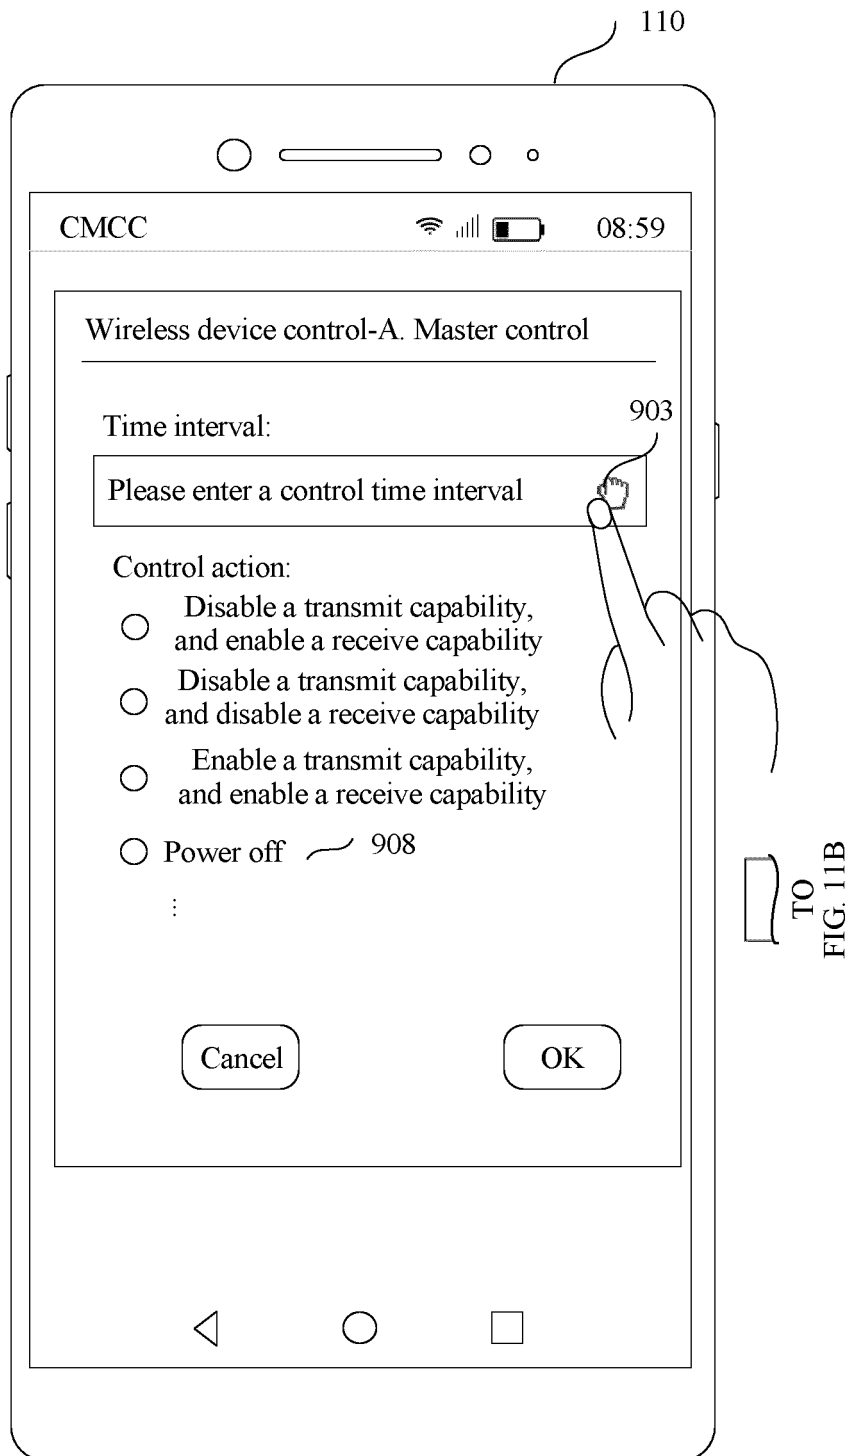 110
CMCC 08:59
Wireless device control-A. Master control
Time interval:
903
Please enter a control time interval
Control action:
Disable a transmit capability,
and enable a receive capability
Disable a transmit capability,
and disable a receive capability
Enable a transmit capability,
and enable a receive capability
Power off 908
⋮
Cancel OK
TO
FIG. 11B